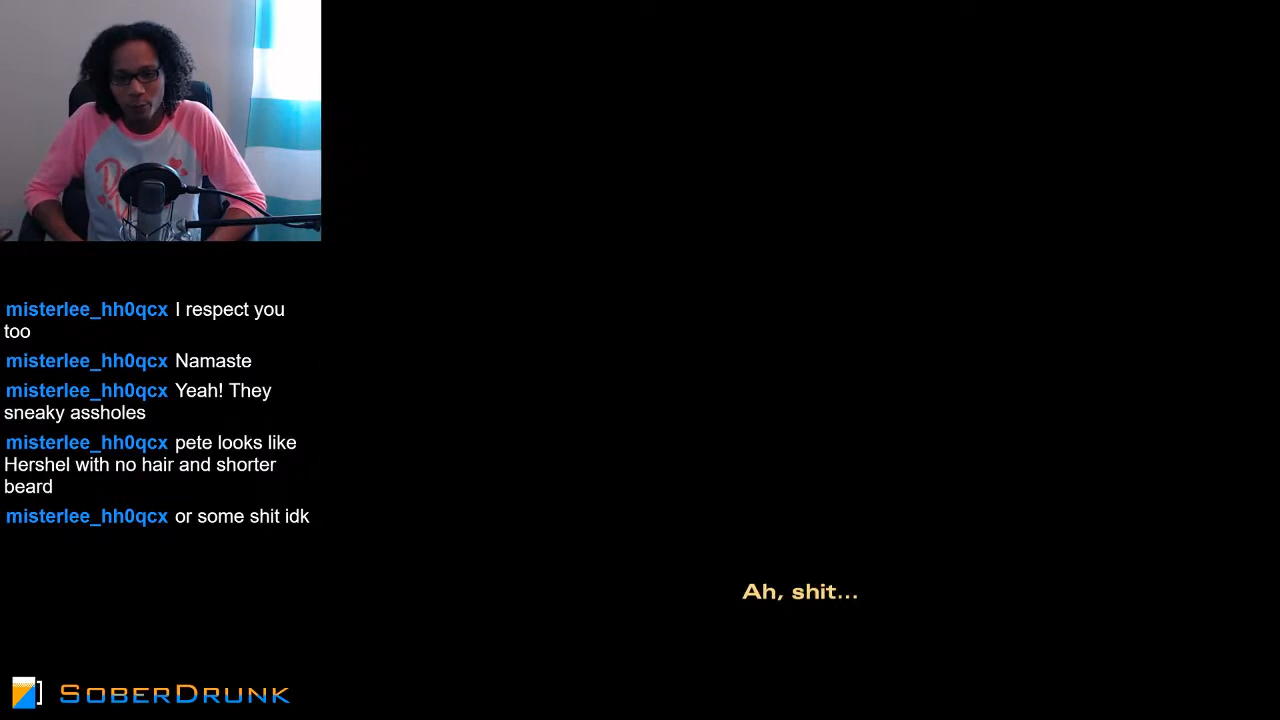 misterlee_hh0qcx I respect you
too
misterlee_hh0qcx Namaste
misterlee_hh0qcx Yeah! They
sneaky assholes
misterlee_hh0qcx pete looks like
Hershel with no hair and shorter
beard
misterlee_hh0qcx or some shit idk
Ah, shit...
SOBERDRUNK